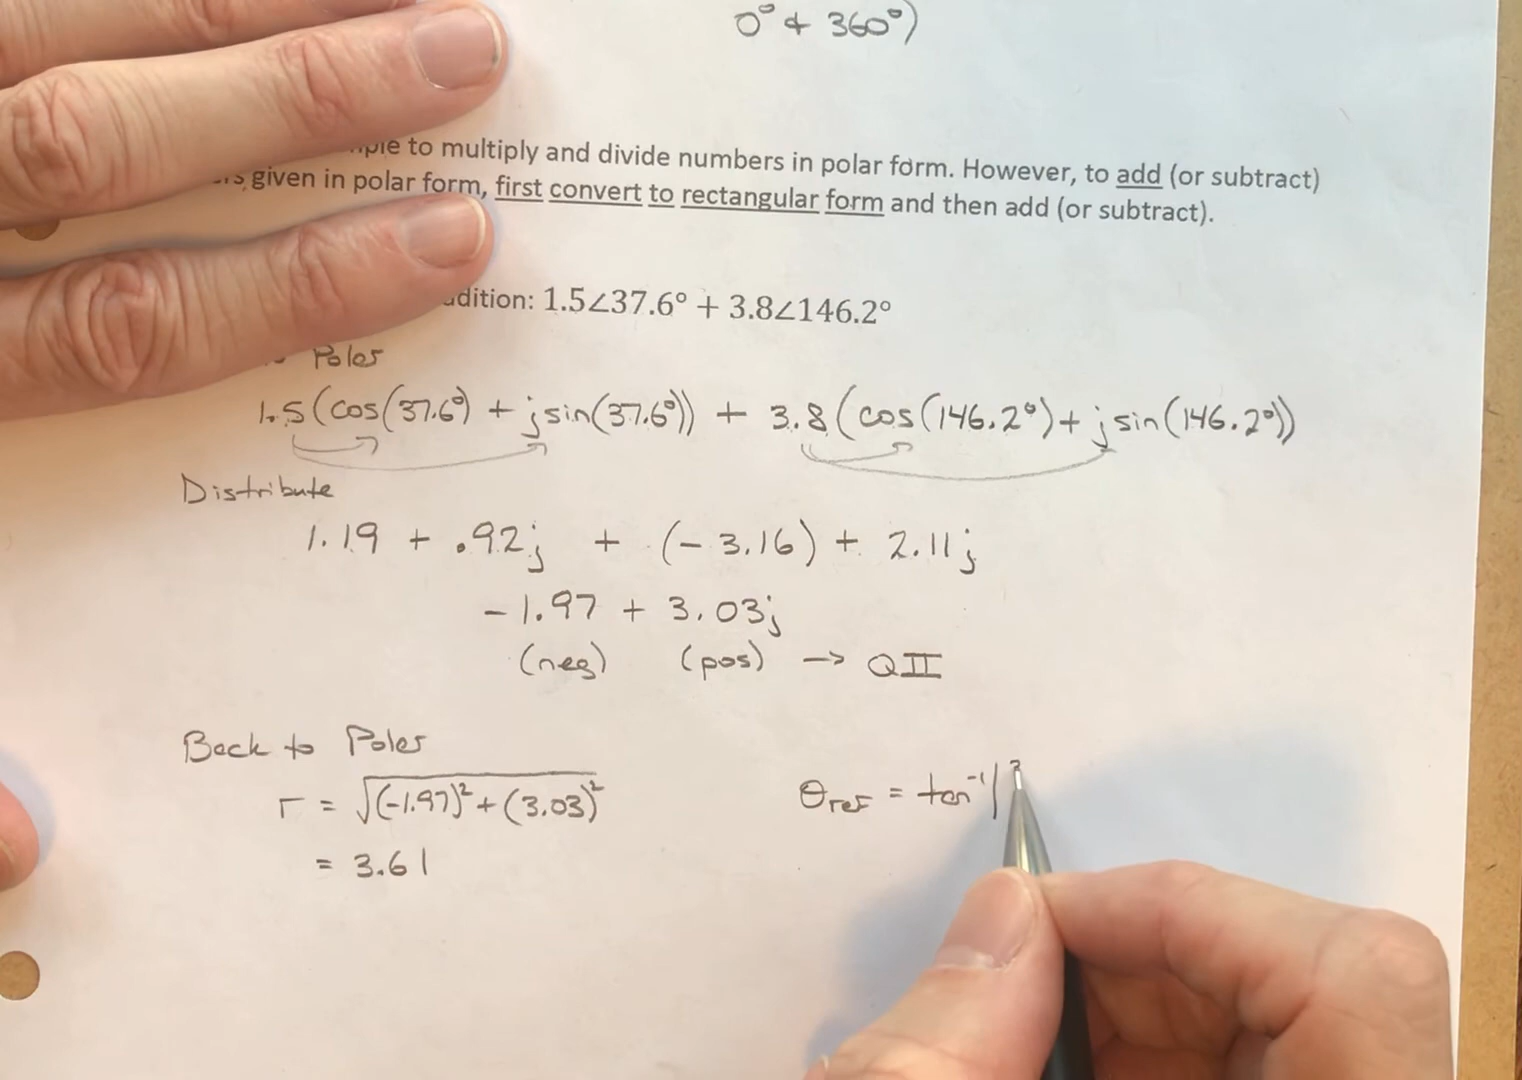 0° & 360°)
to multiply and divide numbers in polar form. However, to add (or subtract)
given in polar form, first convert to rectangular form and then add (or subtract).
1.5∠37.6° + 3.8∠146.2°
Polar
1.5(cos(37.6°) + jsin(37.6°)) + 3.8(cos(146.2°) + jsin(146.2°))
Distribute
1.19 + .92j + (-3.16) + 2.11j
-1.97 + 3.03j
(neg) (pos) → QII
Back to Polar
r = √(-1.97)² + (3.03)²
= 3.61
θref = tan⁻¹|